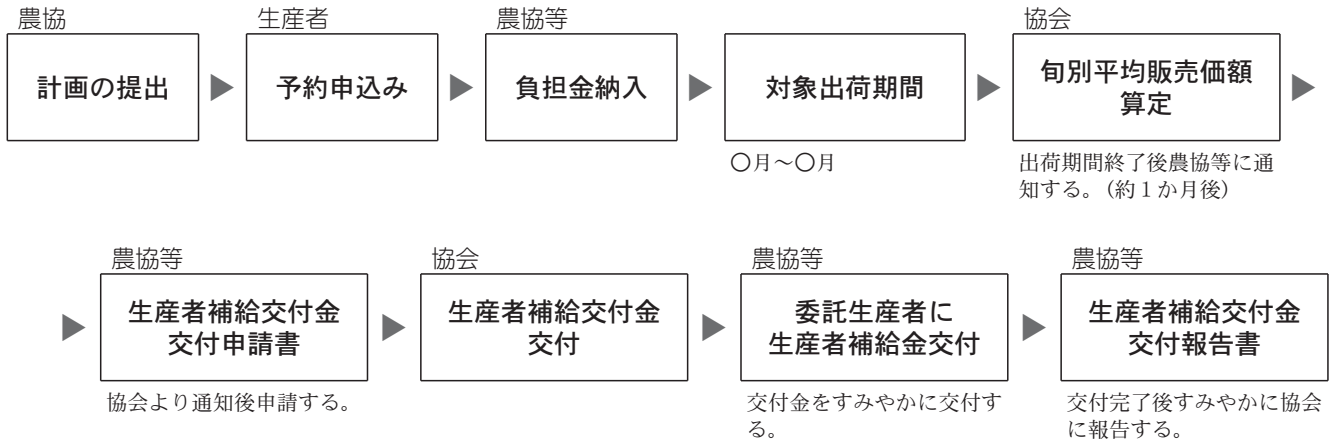 農協
計画の提出
生産者
予約申込み
農協等
負担金納入
対象出荷期間
〇月～〇月
協会
旬別平均販売価額
算定
出荷期間終了後農協等に通
知する。(約１か月後)
農協等
生産者補給交付金
交付申請書
協会より通知後申請する。
協会
生産者補給交付金
交付
農協等
委託生産者に
生産者補給金交付
交付金をすみやかに交付す
る。
農協等
生産者補給交付金
交付報告書
交付完了後すみやかに協会
に報告する。